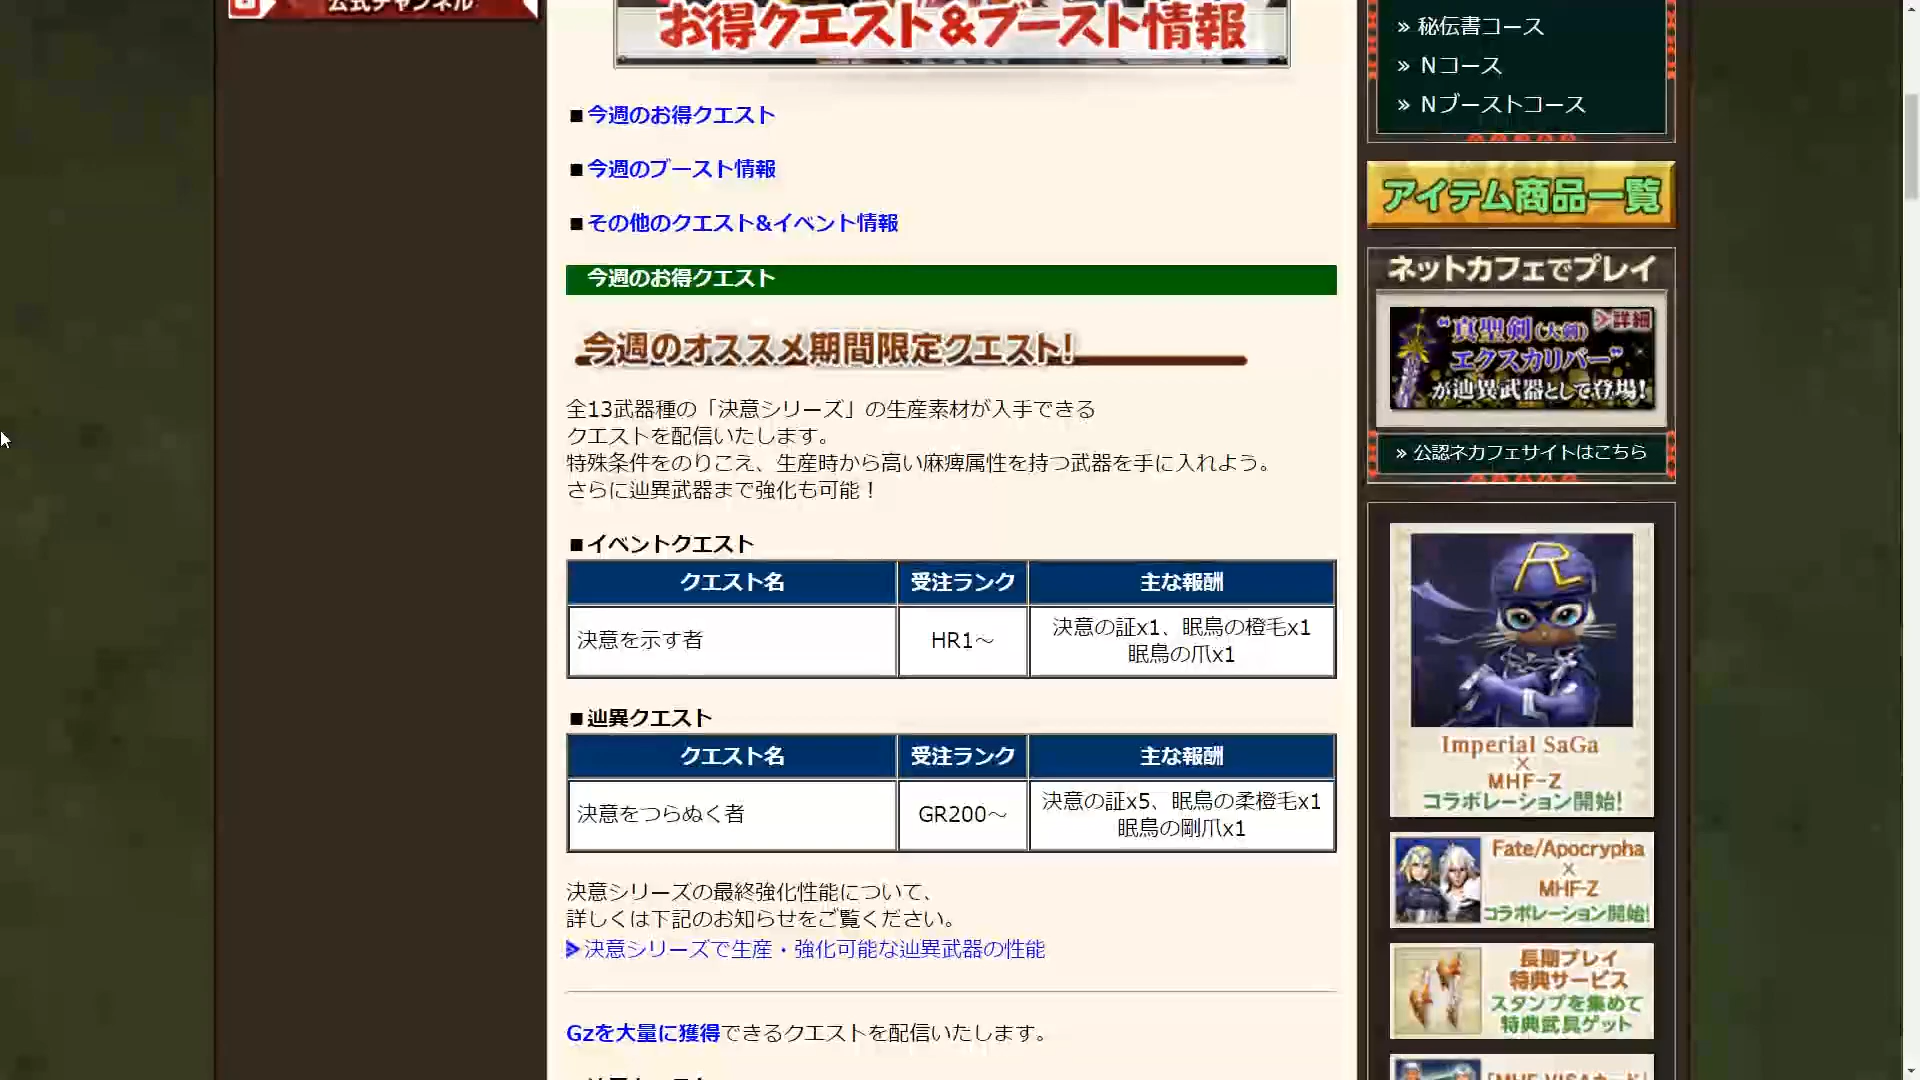 公式チャンネル
お得クエスト&ブースト情報
■今週のお得クエスト
■今週のブースト情報
■その他のクエスト&イベント情報
今週のお得クエスト
今週のオススメ期間限定クエスト!
全13武器種の「決意シリーズ」の生産素材が入手できる
クエストを配信いたします。
特殊条件をのりこえ、生産時から高い麻痺属性を持つ武器を手に入れよう。
さらに辿異武器まで強化も可能！
■イベントクエスト
クエスト名 受注ランク 主な報酬
決意を示す者 HR1～ 決意の証x1、眠鳥の橙毛x1
眠鳥の爪x1
■辿異クエスト
クエスト名 受注ランク 主な報酬
決意をつらぬく者 GR200～ 決意の証x5、眠鳥の柔橙毛x1
眠鳥の剛爪x1
決意シリーズの最終強化性能について、
詳しくは下記のお知らせをご覧ください。
決意シリーズで生産・強化可能な辿異武器の性能
Gzを大量に獲得できるクエストを配信いたします。
» 秘伝書コース
» Nコース
» Nブーストコース
アイテム商品一覧
ネットカフェでプレイ
"真聖剣(大剣) 詳細
エクスカリバー"
が辿異武器として登場!
» 公認ネカフェサイトはこちら
R
Imperial SaGa
×
MHF-Z
コラボレーション開始!
Fate/Apocrypha
×
MHF-Z
コラボレーション開始!
長期プレイ
特典サービス
スタンプを集めて
特典武具ゲット